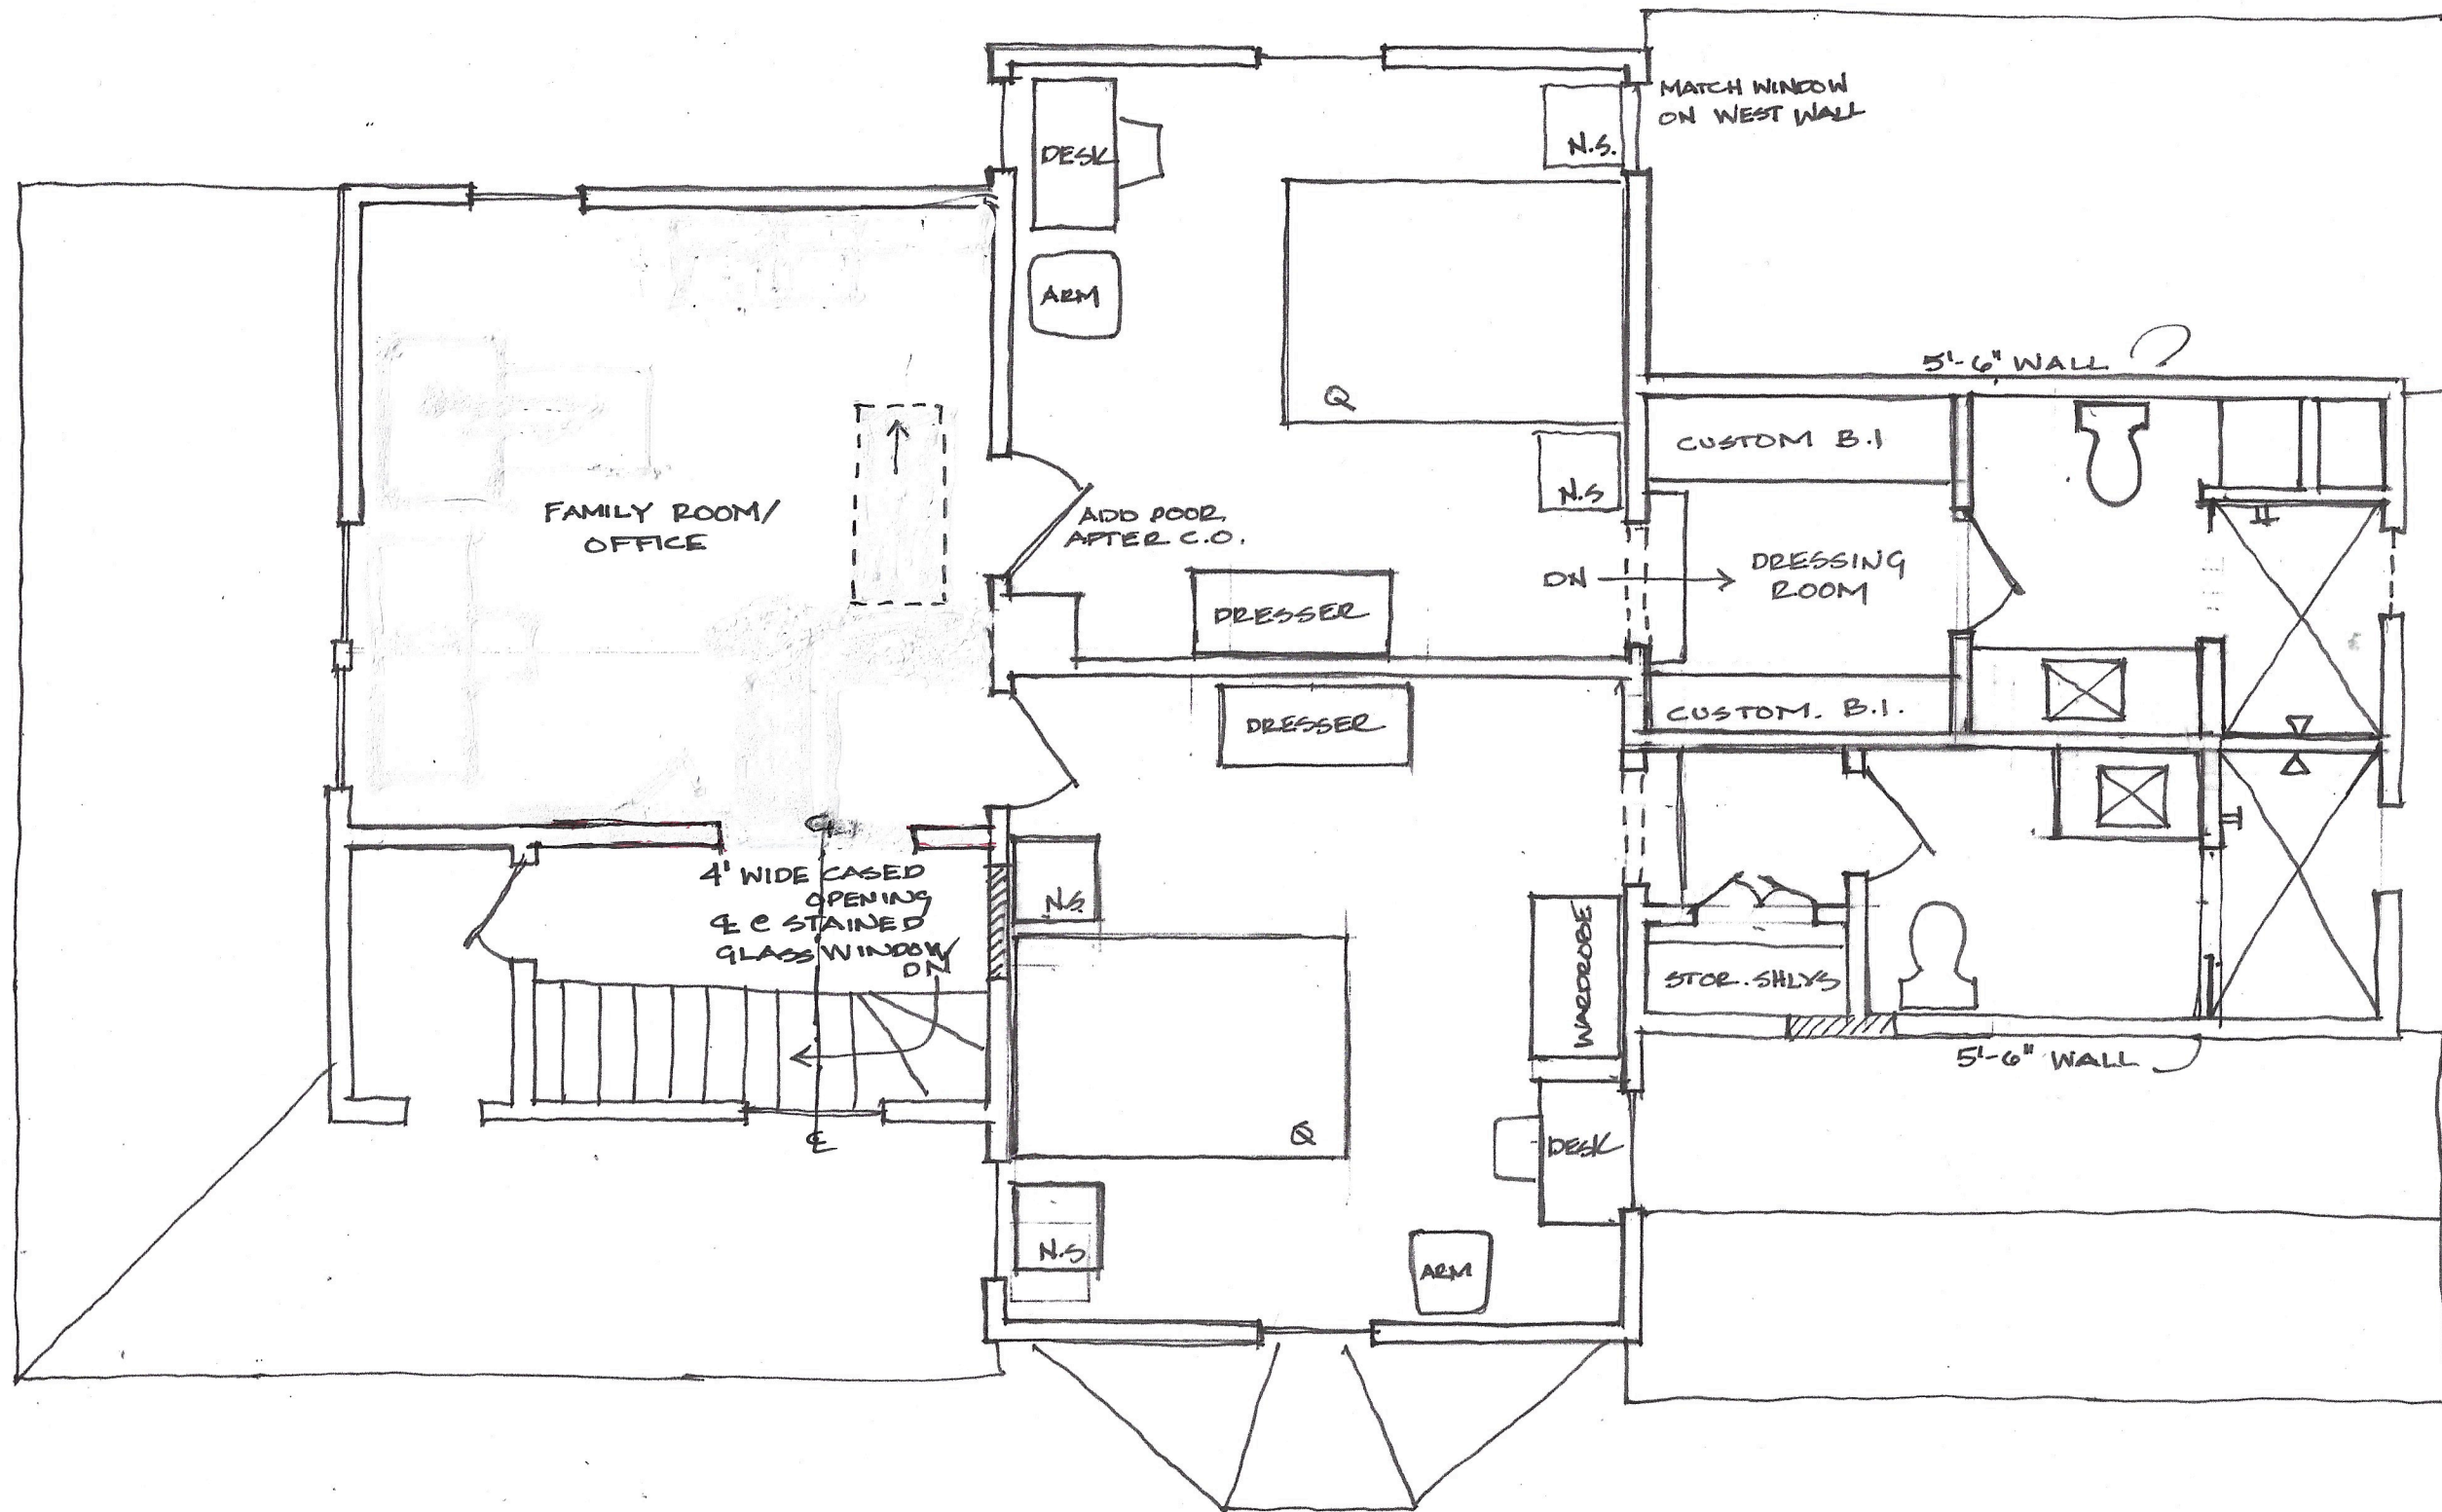 MATCH WINDOW
ON WEST WALL
DESK
N.S.
ARM
5'-6" WALL
Q
CUSTOM B.I
N.S
FAMILY ROOM/
OFFICE
ADD DOOR
AFTER C.O.
DN
DRESSING
ROOM
DRESSER
CUSTOM. B.I.
DRESSER
℄
4' WIDE CASED
OPENING
℄ @ STAINED
GLASS WINDOW
DN
N.S
WARDROBE
STOR. SHLVS
5'-6" WALL
Q
℄
DESK
N.S
ARM